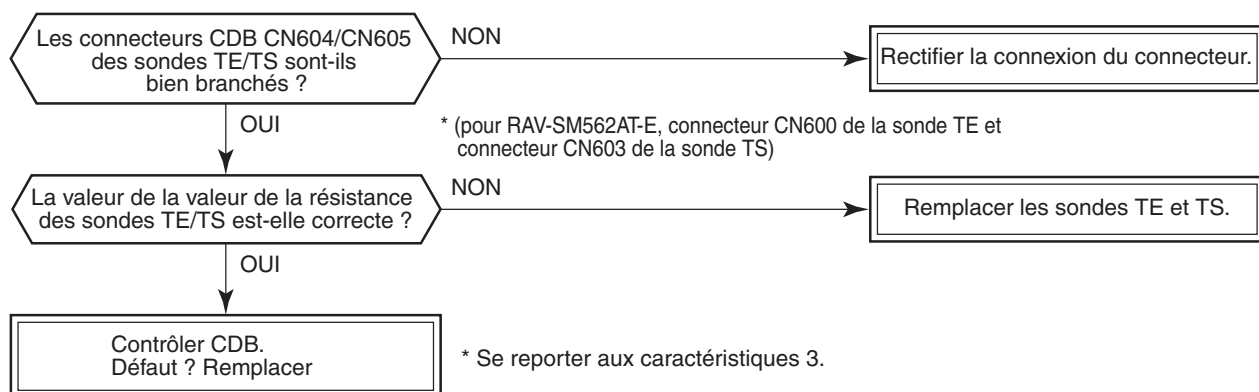 Les connecteurs CDB CN604/CN605
des sondes TE/TS sont-ils
bien branchés ?
NON
Rectifier la connexion du connecteur.
OUI
* (pour RAV-SM562AT-E, connecteur CN600 de la sonde TE et
connecteur CN603 de la sonde TS)
La valeur de la valeur de la résistance
des sondes TE/TS est-elle correcte ?
NON
Remplacer les sondes TE et TS.
OUI
Contrôler CDB.
Défaut ? Remplacer
* Se reporter aux caractéristiques 3.